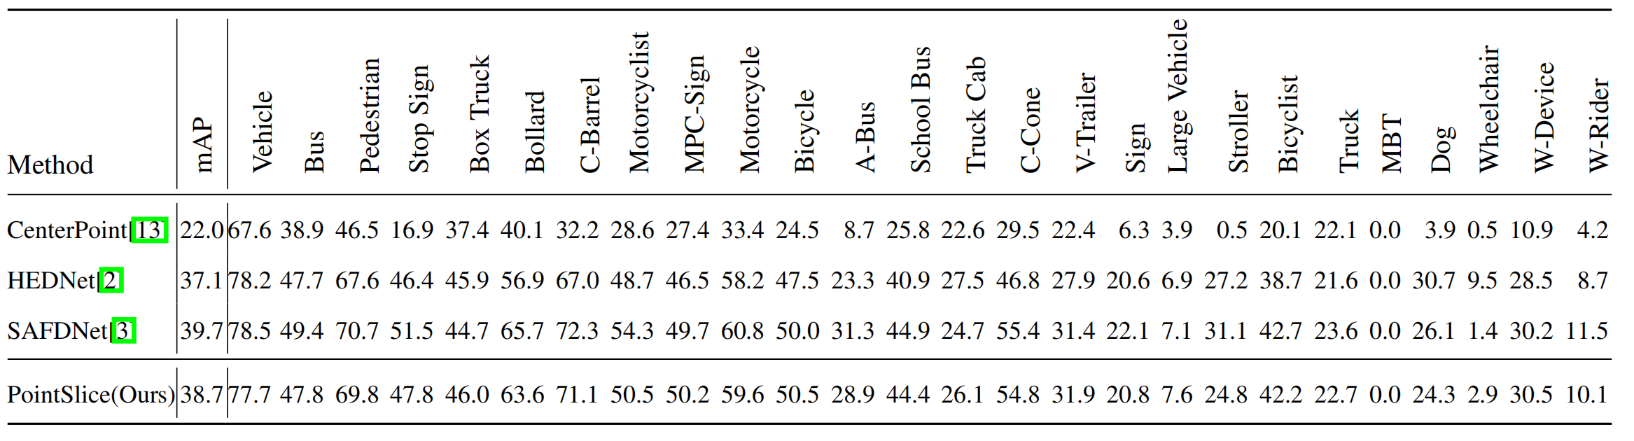 Method mAP Vehicle Bus Pedestrian Stop Sign Box Truck Bollard C-Barrel Motorcyclist MPC-Sign Motorcycle Bicycle A-Bus School Bus Truck Cab C-Cone V-Trailer Sign Large Vehicle Stroller Bicyclist Truck MBT Dog Wheelchair W-Device W-Rider
CenterPoint[13] 22.0 67.6 38.9 46.5 16.9 37.4 40.1 32.2 28.6 27.4 33.4 24.5 8.7 25.8 22.6 29.5 22.4 6.3 3.9 0.5 20.1 22.1 0.0 3.9 0.5 10.9 4.2
HEDNet[2] 37.1 78.2 47.7 67.6 46.4 45.9 56.9 67.0 48.7 46.5 58.2 47.5 23.3 40.9 27.5 46.8 27.9 20.6 6.9 27.2 38.7 21.6 0.0 30.7 9.5 28.5 8.7
SAFDNet[3] 39.7 78.5 49.4 70.7 51.5 44.7 65.7 72.3 54.3 49.7 60.8 50.0 31.3 44.9 24.7 55.4 31.4 22.1 7.1 31.1 42.7 23.6 0.0 26.1 1.4 30.2 11.5
PointSlice(Ours) 38.7 77.7 47.8 69.8 47.8 46.0 63.6 71.1 50.5 50.2 59.6 50.5 28.9 44.4 26.1 54.8 31.9 20.8 7.6 24.8 42.2 22.7 0.0 24.3 2.9 30.5 10.1